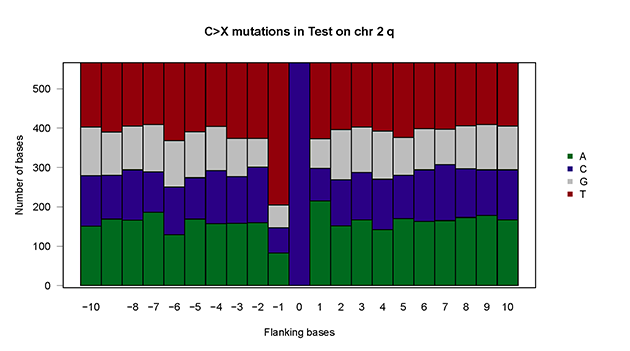 C>X mutations in Test on chr 2 q
Number of bases
500
400
300
200
100
0
−10 −8 −7 −6 −5 −4 −3 −2 −1 0 1 2 3 4 5 6 7 8 9 10
Flanking bases
A
C
G
T